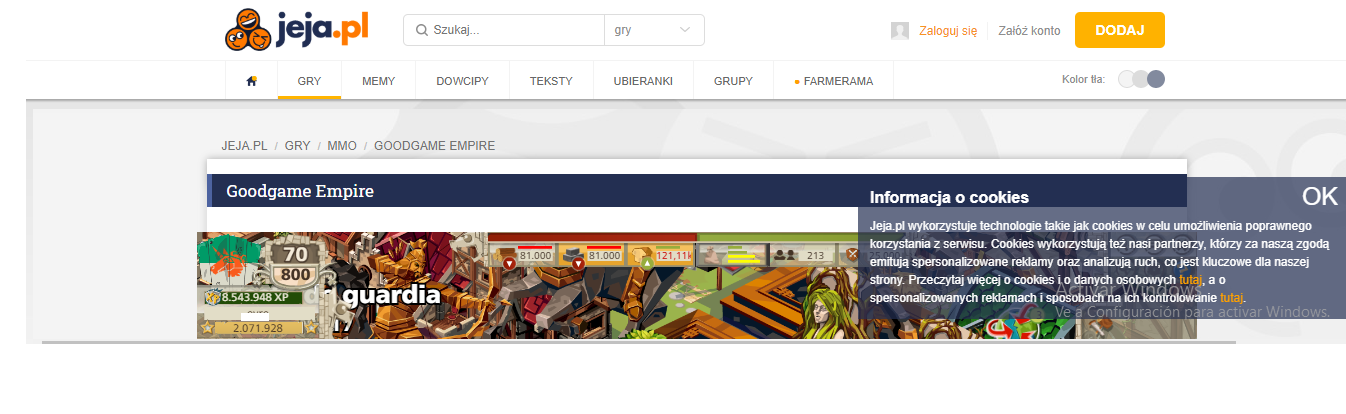 jeja.pl
Szukaj...
gry
Zaloguj się
Załóż konto
DODAJ
GRY
MEMY
DOWCIPY
TEKSTY
UBIERANKI
GRUPY
FARMERAMA
Kolor tła:
JEJA.PL / GRY / MMO / GOODGAME EMPIRE
Goodgame Empire
Informacja o cookies
OK
Jeja.pl wykorzystuje technologie takie jak cookies w celu umożliwienia poprawnego
korzystania z serwisu. Cookies wykorzystują też nasi partnerzy, którzy za naszą zgodą
emitują spersonalizowane reklamy oraz analizują ruch, co jest kluczowe dla naszej
strony. Przeczytaj więcej o cookies i o danych osobowych tutaj, a o
spersonalizowanych reklamach i sposobach na ich kontrolowanie tutaj.
70
800
81.000
81.000
121,11k
213
8.543.948 XP
guardia
2.071.928
Activar Windows
Ve a Configuración para activar Windows.